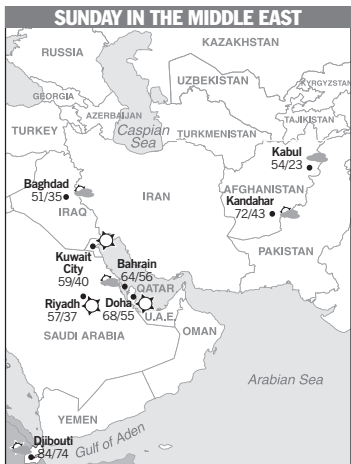 SUNDAY IN THE MIDDLE EAST
KAZAKHSTAN
RUSSIA
UZBEKISTAN
KYRGYZSTAN
GEORGIA
AZERBAIJAN
TAJIKISTAN
TURKEY
Caspian
Sea
TURKMENISTAN
Kabul
54/23
Baghdad
51/35
IRAQ
IRAN
AFGHANISTAN
Kandahar
72/43
PAKISTAN
Kuwait
City
59/40
Bahrain
64/56
QATAR
Riyadh
57/37
Doha
68/55
U.A.E.
SAUDI ARABIA
OMAN
Arabian Sea
YEMEN
Djibouti
84/74
Gulf of Aden